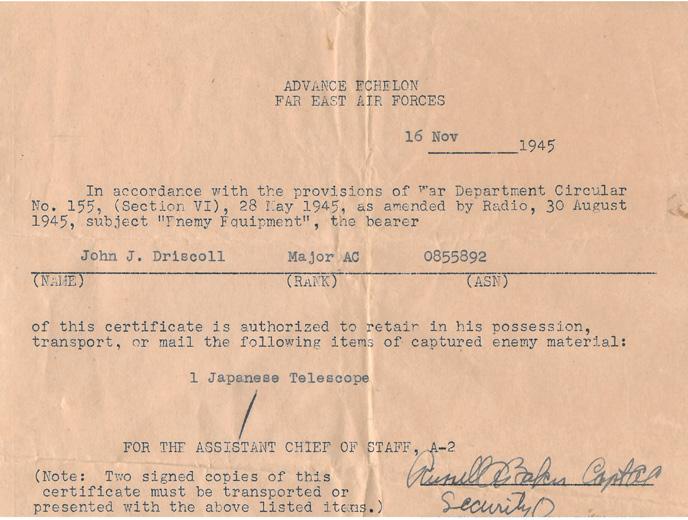 ADVANCE ECHELON
FAR EAST AIR FORCES
16 Nov 1945
In accordance with the provisions of War Department Circular
No. 155, (Section VI), 28 May 1945, as amended by Radio, 30 August
1945, subject "Enemy Equipment", the bearer
John J. Driscoll Major AC 0855892
(NAME) (RANK) (ASN)
of this certificate is authorized to retain in his possession,
transport, or mail the following items of captured enemy material:
1 Japanese Telescope
FOR THE ASSISTANT CHIEF OF STAFF, A-2
Russell Baker Capt AC
(Note: Two signed copies of this
certificate must be transported or
Security O
presented with the above listed items.)